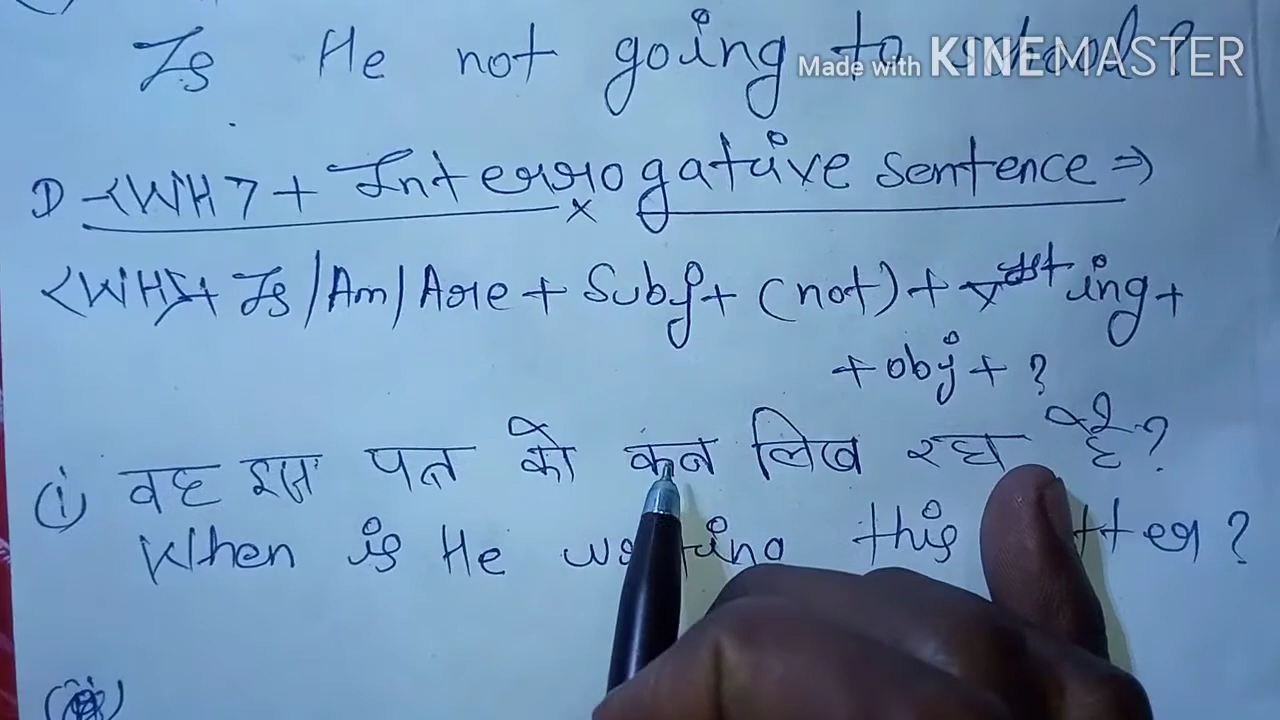 Is He not going to school?
Made with KINEMASTER
D <WH> + Interrogative sentence ⇒
<WH> + Is/Am/Are + Subj + (not) + ing +
+ obj + ?
(i) वह इस पत्र को कब लिख रहा है?
When is He this ?